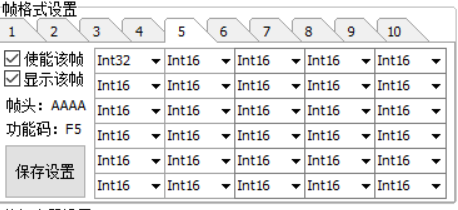 帧格式设置
1 2 3 4 5 6 7 8 9 10
使能该帧 Int32 Int16 Int16 Int16 Int16
显示该帧 Int16 Int16 Int16 Int16 Int16
帧头: AAAA Int16 Int16 Int16 Int16 Int16
功能码: F5 Int16 Int16 Int16 Int16 Int16
保存设置 Int16 Int16 Int16 Int16 Int16
Int16 Int16 Int16 Int16 Int16